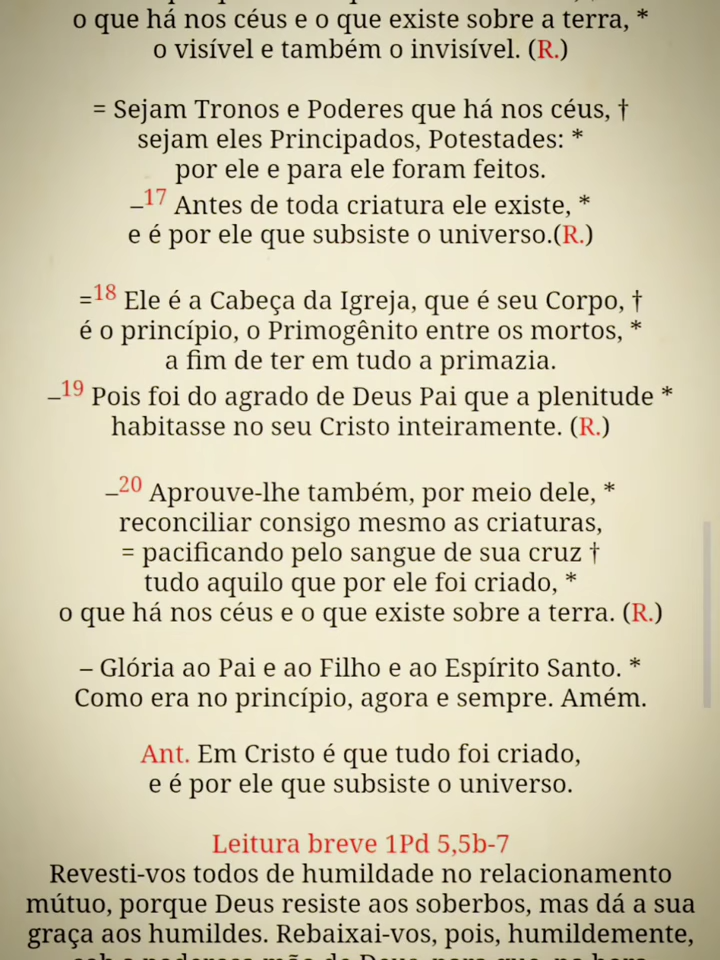 o que há nos céus e o que existe sobre a terra, *
o visível e também o invisível. (R.)
= Sejam Tronos e Poderes que há nos céus, †
sejam eles Principados, Potestades: *
por ele e para ele foram feitos.
–17 Antes de toda criatura ele existe, *
e é por ele que subsiste o universo.(R.)
=18 Ele é a Cabeça da Igreja, que é seu Corpo, †
é o princípio, o Primogênito entre os mortos, *
a fim de ter em tudo a primazia.
–19 Pois foi do agrado de Deus Pai que a plenitude *
habitasse no seu Cristo inteiramente. (R.)
–20 Aprouve-lhe também, por meio dele, *
reconciliar consigo mesmo as criaturas,
= pacificando pelo sangue de sua cruz †
tudo aquilo que por ele foi criado, *
o que há nos céus e o que existe sobre a terra. (R.)
– Glória ao Pai e ao Filho e ao Espírito Santo. *
Como era no princípio, agora e sempre. Amém.
Ant. Em Cristo é que tudo foi criado,
e é por ele que subsiste o universo.
Leitura breve 1Pd 5,5b-7
Revesti-vos todos de humildade no relacionamento
mútuo, porque Deus resiste aos soberbos, mas dá a sua
graça aos humildes. Rebaixai-vos, pois, humildemente,